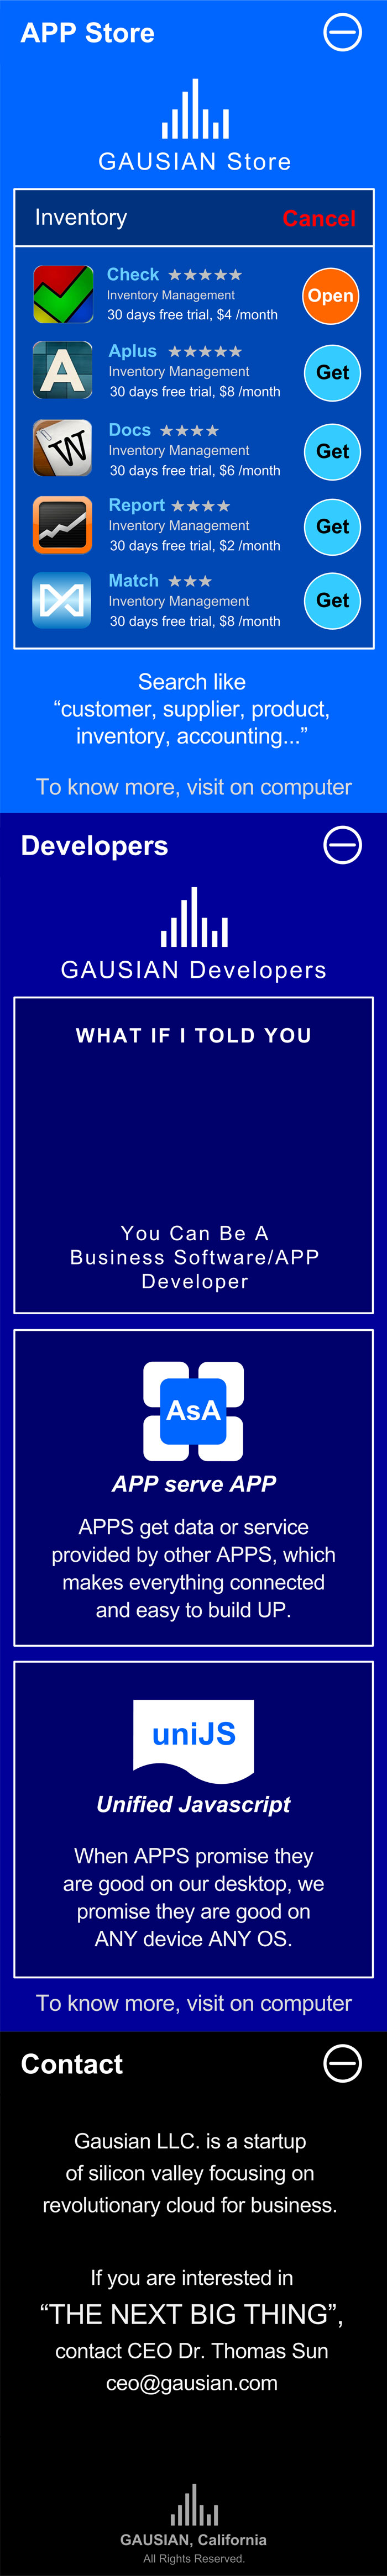 APP Store
GAUSIAN Store
Inventory Cancel
Check ★★★★★
Inventory Management
30 days free trial, $4 /month
Open
A
Aplus ★★★★★
Inventory Management
30 days free trial, $8 /month
Get
W
Docs ★★★★
Inventory Management
30 days free trial, $6 /month
Get
Report ★★★★
Inventory Management
30 days free trial, $2 /month
Get
Match ★★★
Inventory Management
30 days free trial, $8 /month
Get
Search like
“customer, supplier, product,
inventory, accounting...”
To know more, visit on computer
Developers
GAUSIAN Developers
WHAT IF I TOLD YOU
You Can Be A
Business Software/APP
Developer
AsA
APP serve APP
APPS get data or service
provided by other APPS, which
makes everything connected
and easy to build UP.
uniJS
Unified Javascript
When APPS promise they
are good on our desktop, we
promise they are good on
ANY device ANY OS.
To know more, visit on computer
Contact
Gausian LLC. is a startup
of silicon valley focusing on
revolutionary cloud for business.
If you are interested in
“THE NEXT BIG THING”,
contact CEO Dr. Thomas Sun
ceo@gausian.com
GAUSIAN, California
All Rights Reserved.